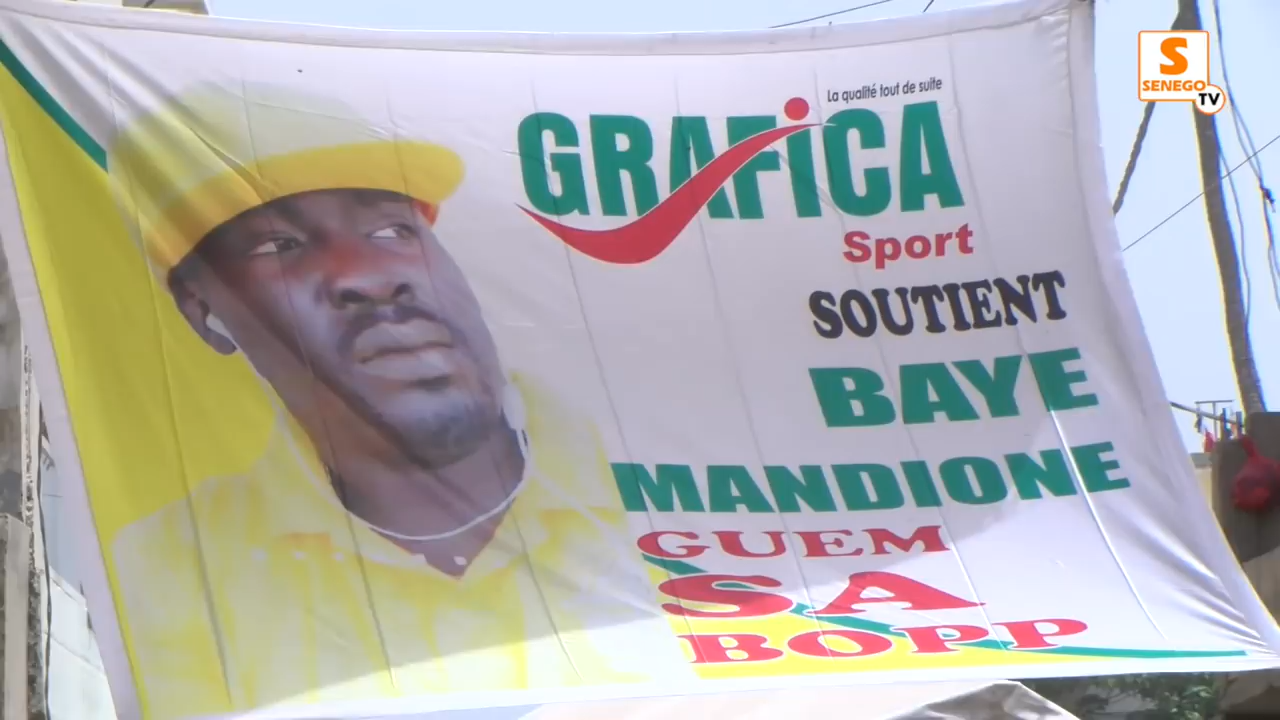 La qualité tout de suite
GRAFiCA
Sport
SOUTIENT
BAYE
MANDIONE
GUEM
SA
BOPP
S
SENEGO
TV